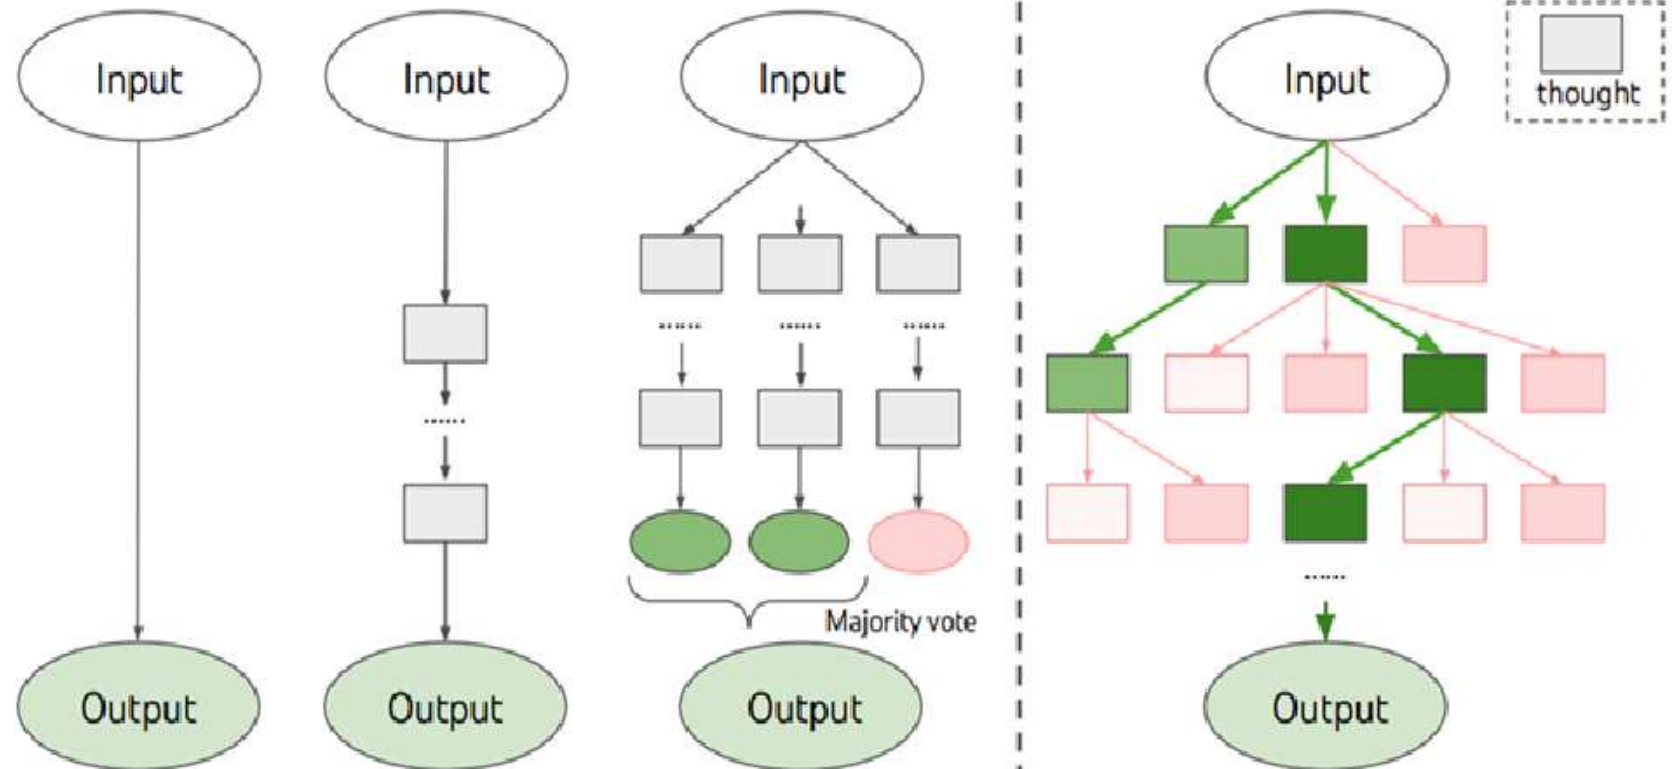 Input
Input
Input
Input
thought
......
......
......
......
......
Majority vote
Output
Output
Output
Output